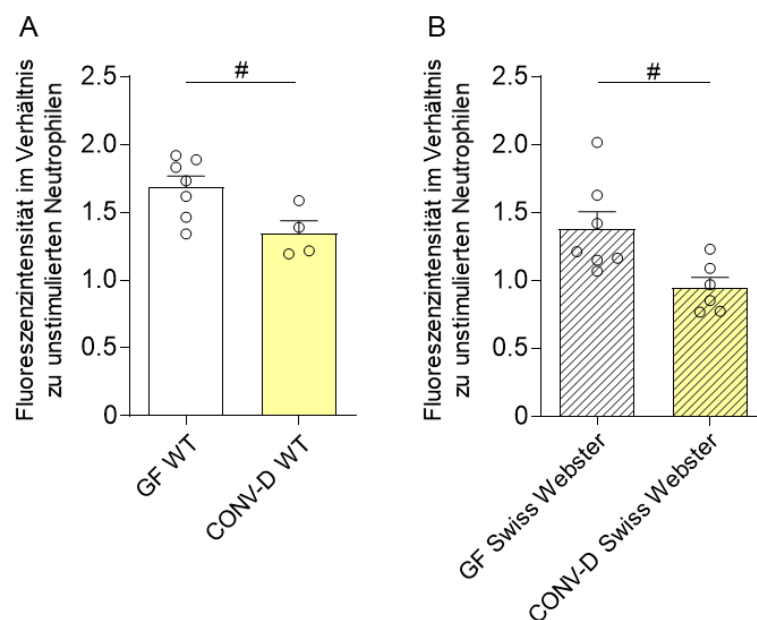 A
Fluoreszenzintensität im Verhältnis
zu unstimulierten Neutrophilen
2.5
2.0
1.5
1.0
0.5
0
#
GF WT
CONV-D WT
B
Fluoreszenzintensität im Verhältnis
zu unstimulierten Neutrophilen
2.5
2.0
1.5
1.0
0.5
0
#
GF Swiss Webster
CONV-D Swiss Webster